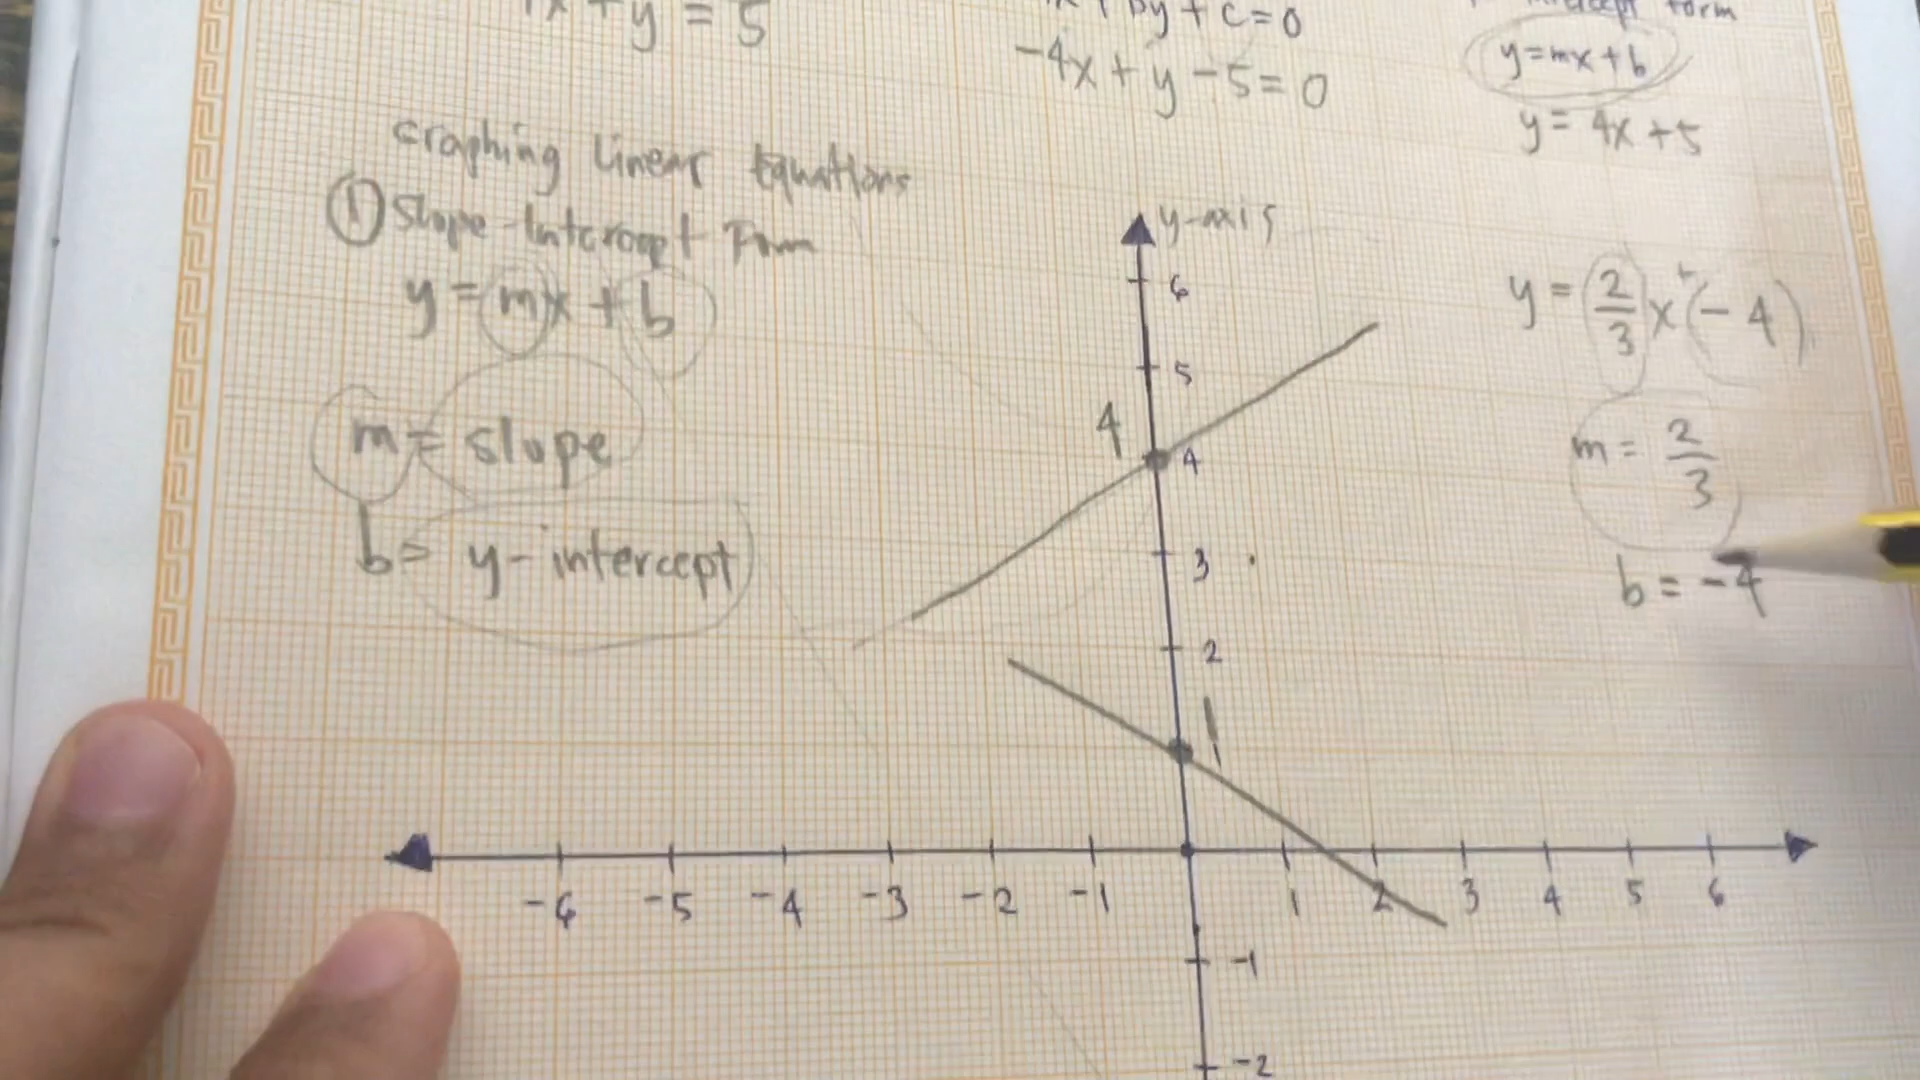 x + y = 5
+ By + c = 0
form
-4x + y - 5 = 0
y = mx + b
y = 4x + 5
Graphing Linear Equations
① Slope-Intercept Form
y = mx + b
m = slope
b = y-intercept
y-axis
6
5
4
4
3
2
1
-6 -5 -4 -3 -2 -1 1 2 3 4 5 6
-1
-2
y = 2/3 x + (-4)
m = 2/3
b = -4